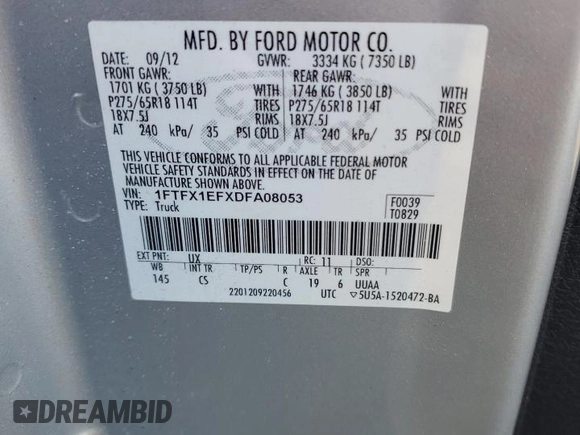 MFD. BY FORD MOTOR CO.
DATE: 09/12 GVWR: 3334 KG ( 7350 LB)
FRONT GAWR: REAR GAWR:
1701 KG ( 3750 LB) WITH 1746 KG ( 3850 LB) WITH
P275/65R18 114T TIRES P275/65R18 114T TIRES
18X7.5J RIMS 18X7.5J RIMS
AT 240 kPa/ 35 PSI COLD AT 240 kPa/ 35 PSI COLD
THIS VEHICLE CONFORMS TO ALL APPLICABLE FEDERAL MOTOR
VEHICLE SAFETY STANDARDS IN EFFECT ON THE DATE OF
MANUFACTURE SHOWN ABOVE.
VIN: 1FTFX1EFXDFA08053 F0039
TYPE: Truck T0829
EXT PNT: UX RC: 11 DSO:
WB INT TR TP/PS R AXLE TR SPR
145 CS C 19 6 UUAA
2201209220456 UTC ▽5U5A-1520472-BA
DREAMBID